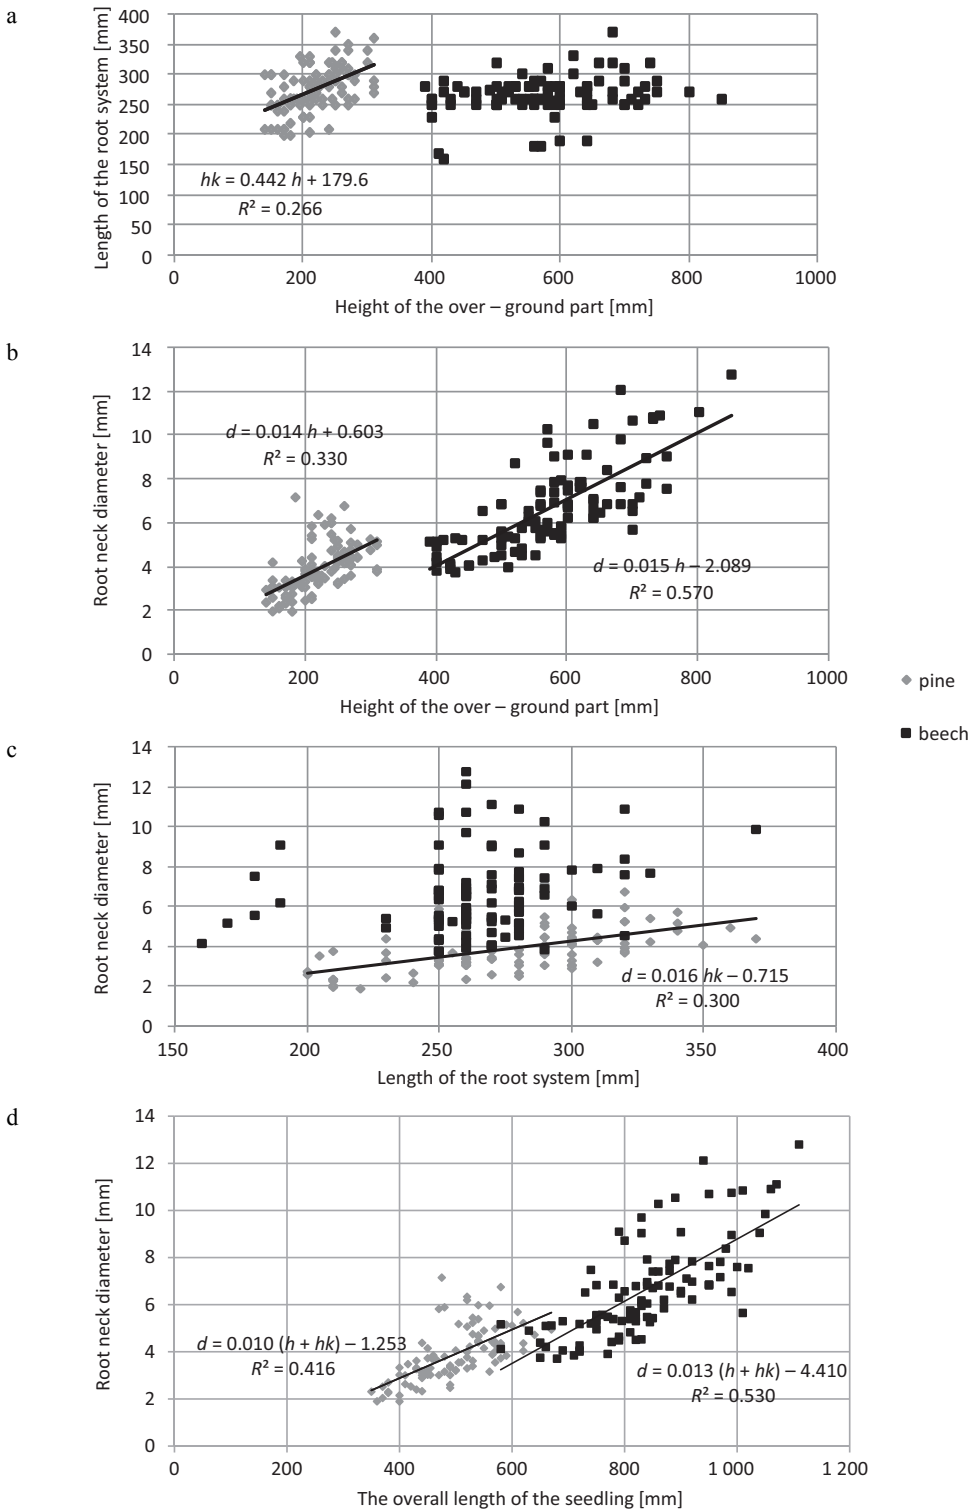 a
Length of the root system [mm]
400
350
300
250
200
150
100
50
0
hk = 0.442 h + 179.6
R² = 0.266
0 200 400 600 800 1000
Height of the over – ground part [mm]
b
Root neck diameter [mm]
14
12
10
8
6
4
2
0
d = 0.014 h + 0.603
R² = 0.330
d = 0.015 h – 2.089
R² = 0.570
0 200 400 600 800 1000
Height of the over – ground part [mm]
pine
beech
c
Root neck diameter [mm]
14
12
10
8
6
4
2
0
d = 0.016 hk – 0.715
R² = 0.300
150 200 250 300 350 400
Length of the root system [mm]
d
Root neck diameter [mm]
14
12
10
8
6
4
2
0
d = 0.010 (h + hk) – 1.253
R² = 0.416
d = 0.013 (h + hk) – 4.410
R² = 0.530
0 200 400 600 800 1 000 1 200
The overall length of the seedling [mm]